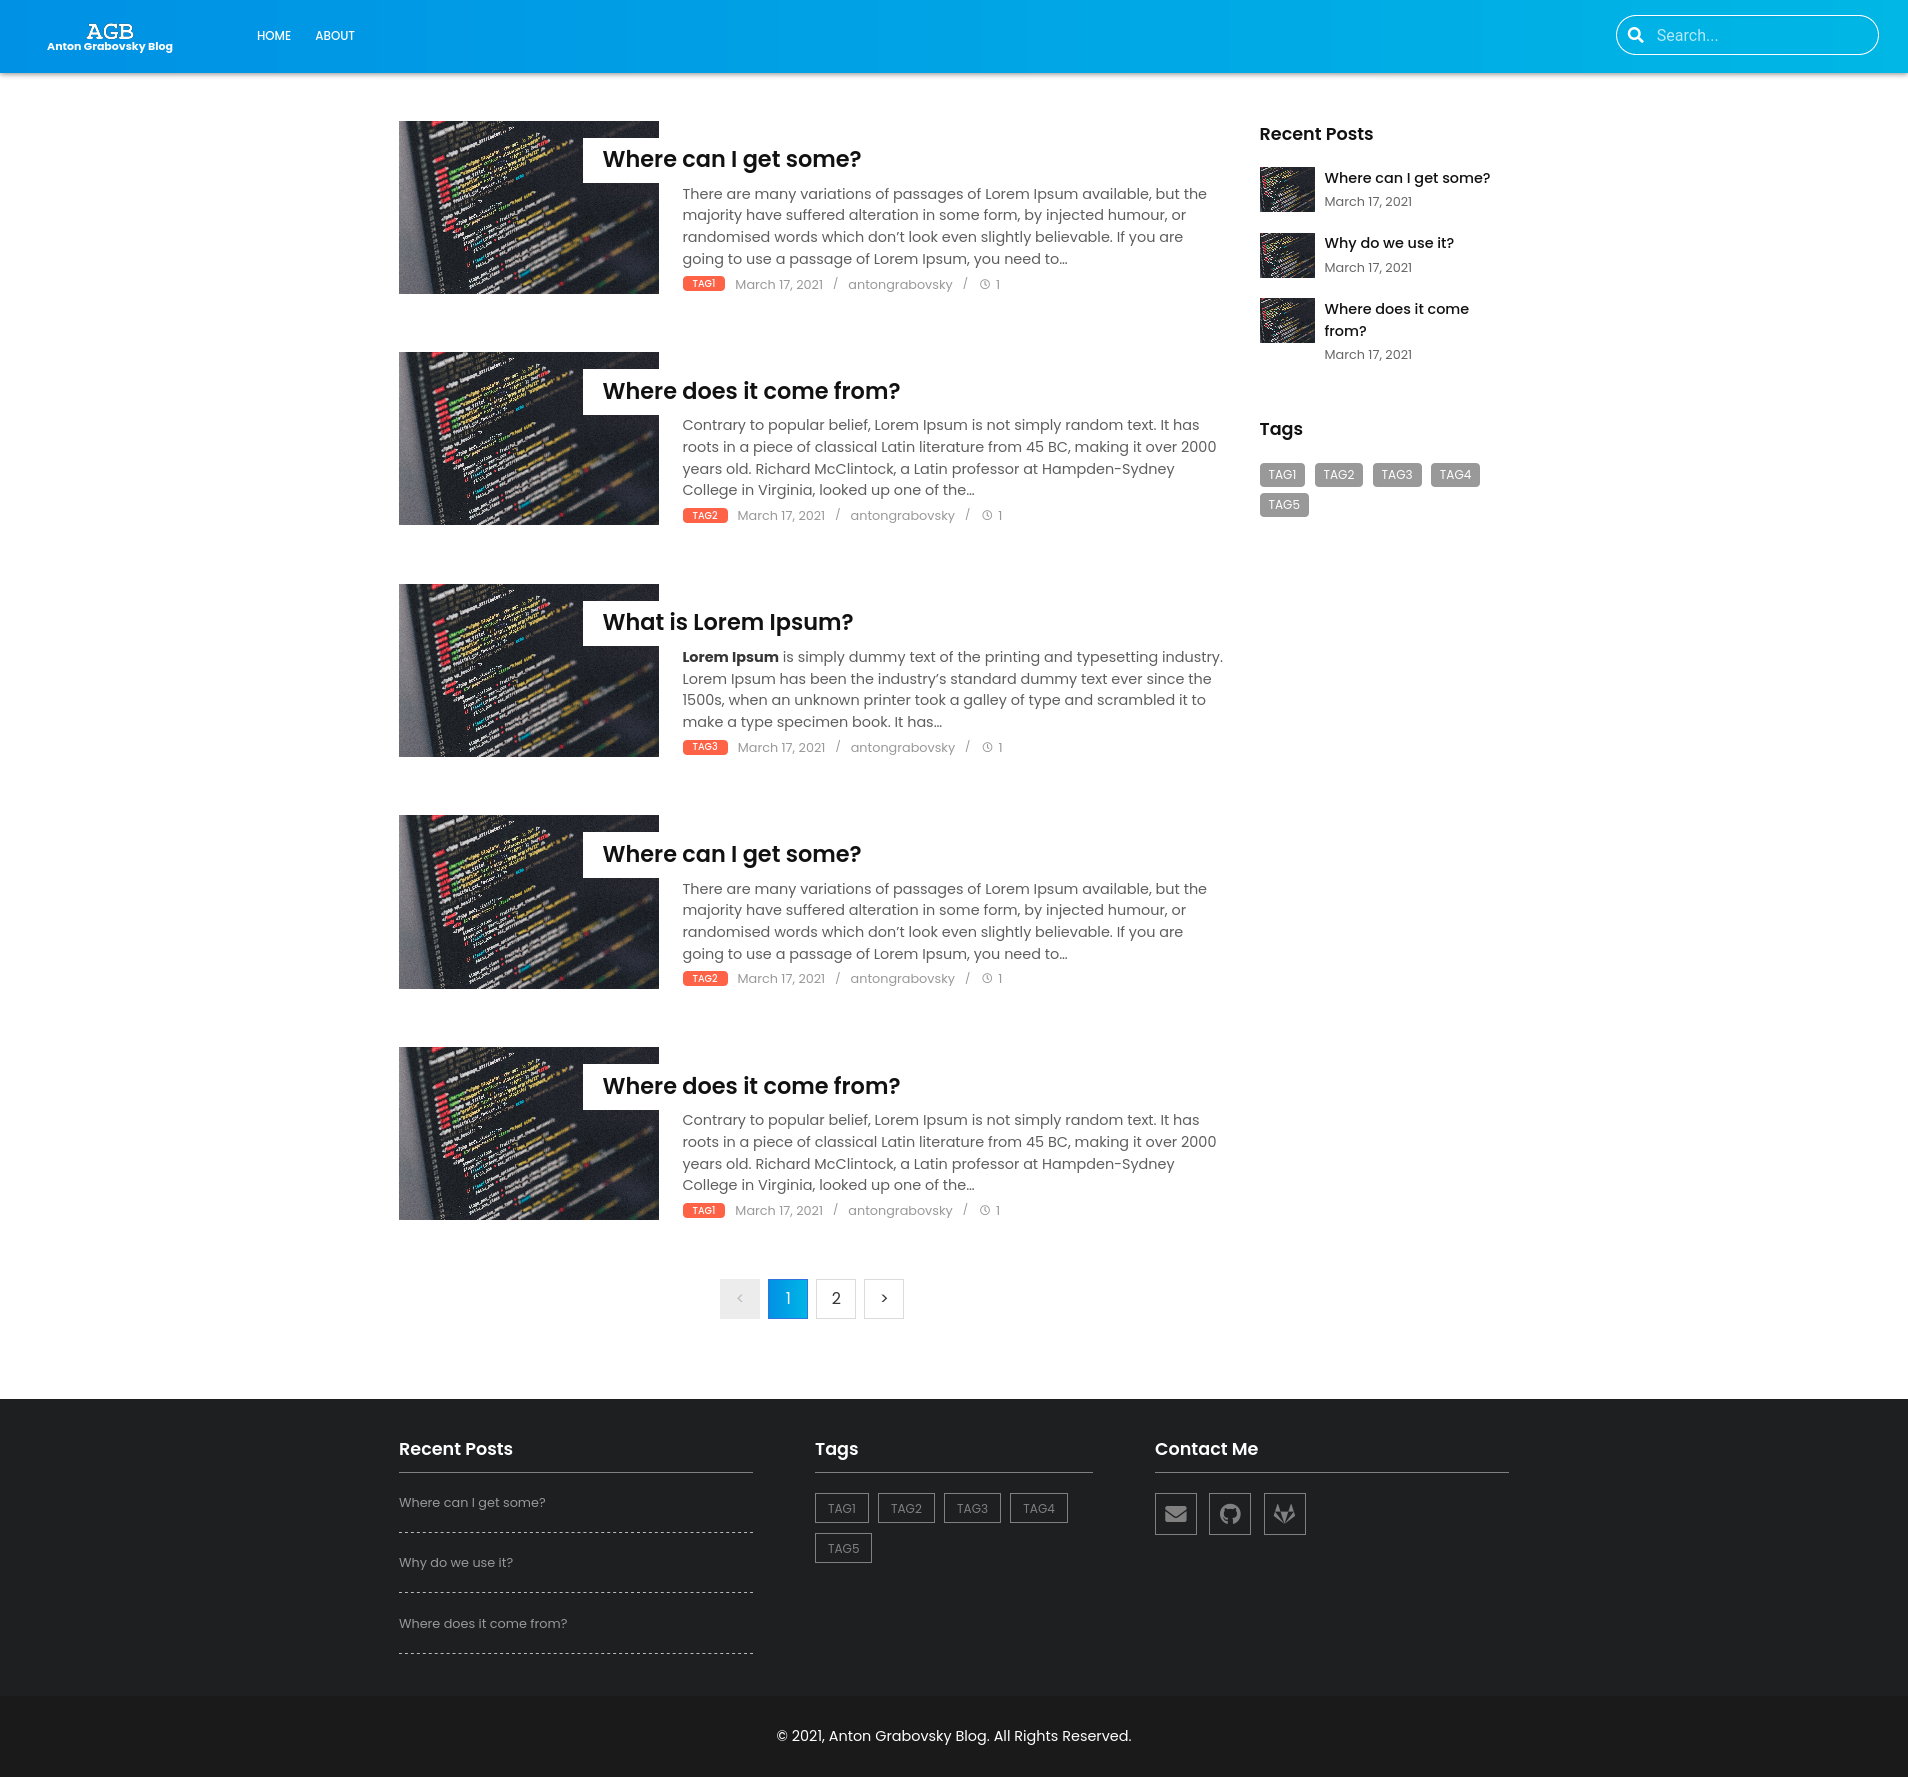 AGB
Anton Grabovsky Blog
HOME ABOUT
Search...
Where can I get some?
There are many variations of passages of Lorem Ipsum available, but the
majority have suffered alteration in some form, by injected humour, or
randomised words which don’t look even slightly believable. If you are
going to use a passage of Lorem Ipsum, you need to…
TAG1 March 17, 2021 / antongrabovsky / 1
Where does it come from?
Contrary to popular belief, Lorem Ipsum is not simply random text. It has
roots in a piece of classical Latin literature from 45 BC, making it over 2000
years old. Richard McClintock, a Latin professor at Hampden-Sydney
College in Virginia, looked up one of the…
TAG2 March 17, 2021 / antongrabovsky / 1
What is Lorem Ipsum?
Lorem Ipsum is simply dummy text of the printing and typesetting industry.
Lorem Ipsum has been the industry’s standard dummy text ever since the
1500s, when an unknown printer took a galley of type and scrambled it to
make a type specimen book. It has…
TAG3 March 17, 2021 / antongrabovsky / 1
Where can I get some?
There are many variations of passages of Lorem Ipsum available, but the
majority have suffered alteration in some form, by injected humour, or
randomised words which don’t look even slightly believable. If you are
going to use a passage of Lorem Ipsum, you need to…
TAG2 March 17, 2021 / antongrabovsky / 1
Where does it come from?
Contrary to popular belief, Lorem Ipsum is not simply random text. It has
roots in a piece of classical Latin literature from 45 BC, making it over 2000
years old. Richard McClintock, a Latin professor at Hampden-Sydney
College in Virginia, looked up one of the…
TAG1 March 17, 2021 / antongrabovsky / 1
< 1 2 >
Recent Posts
Where can I get some?
March 17, 2021
Why do we use it?
March 17, 2021
Where does it come
from?
March 17, 2021
Tags
TAG1 TAG2 TAG3 TAG4
TAG5
Recent Posts
Where can I get some?
Why do we use it?
Where does it come from?
Tags
TAG1 TAG2 TAG3 TAG4
TAG5
Contact Me
© 2021, Anton Grabovsky Blog. All Rights Reserved.